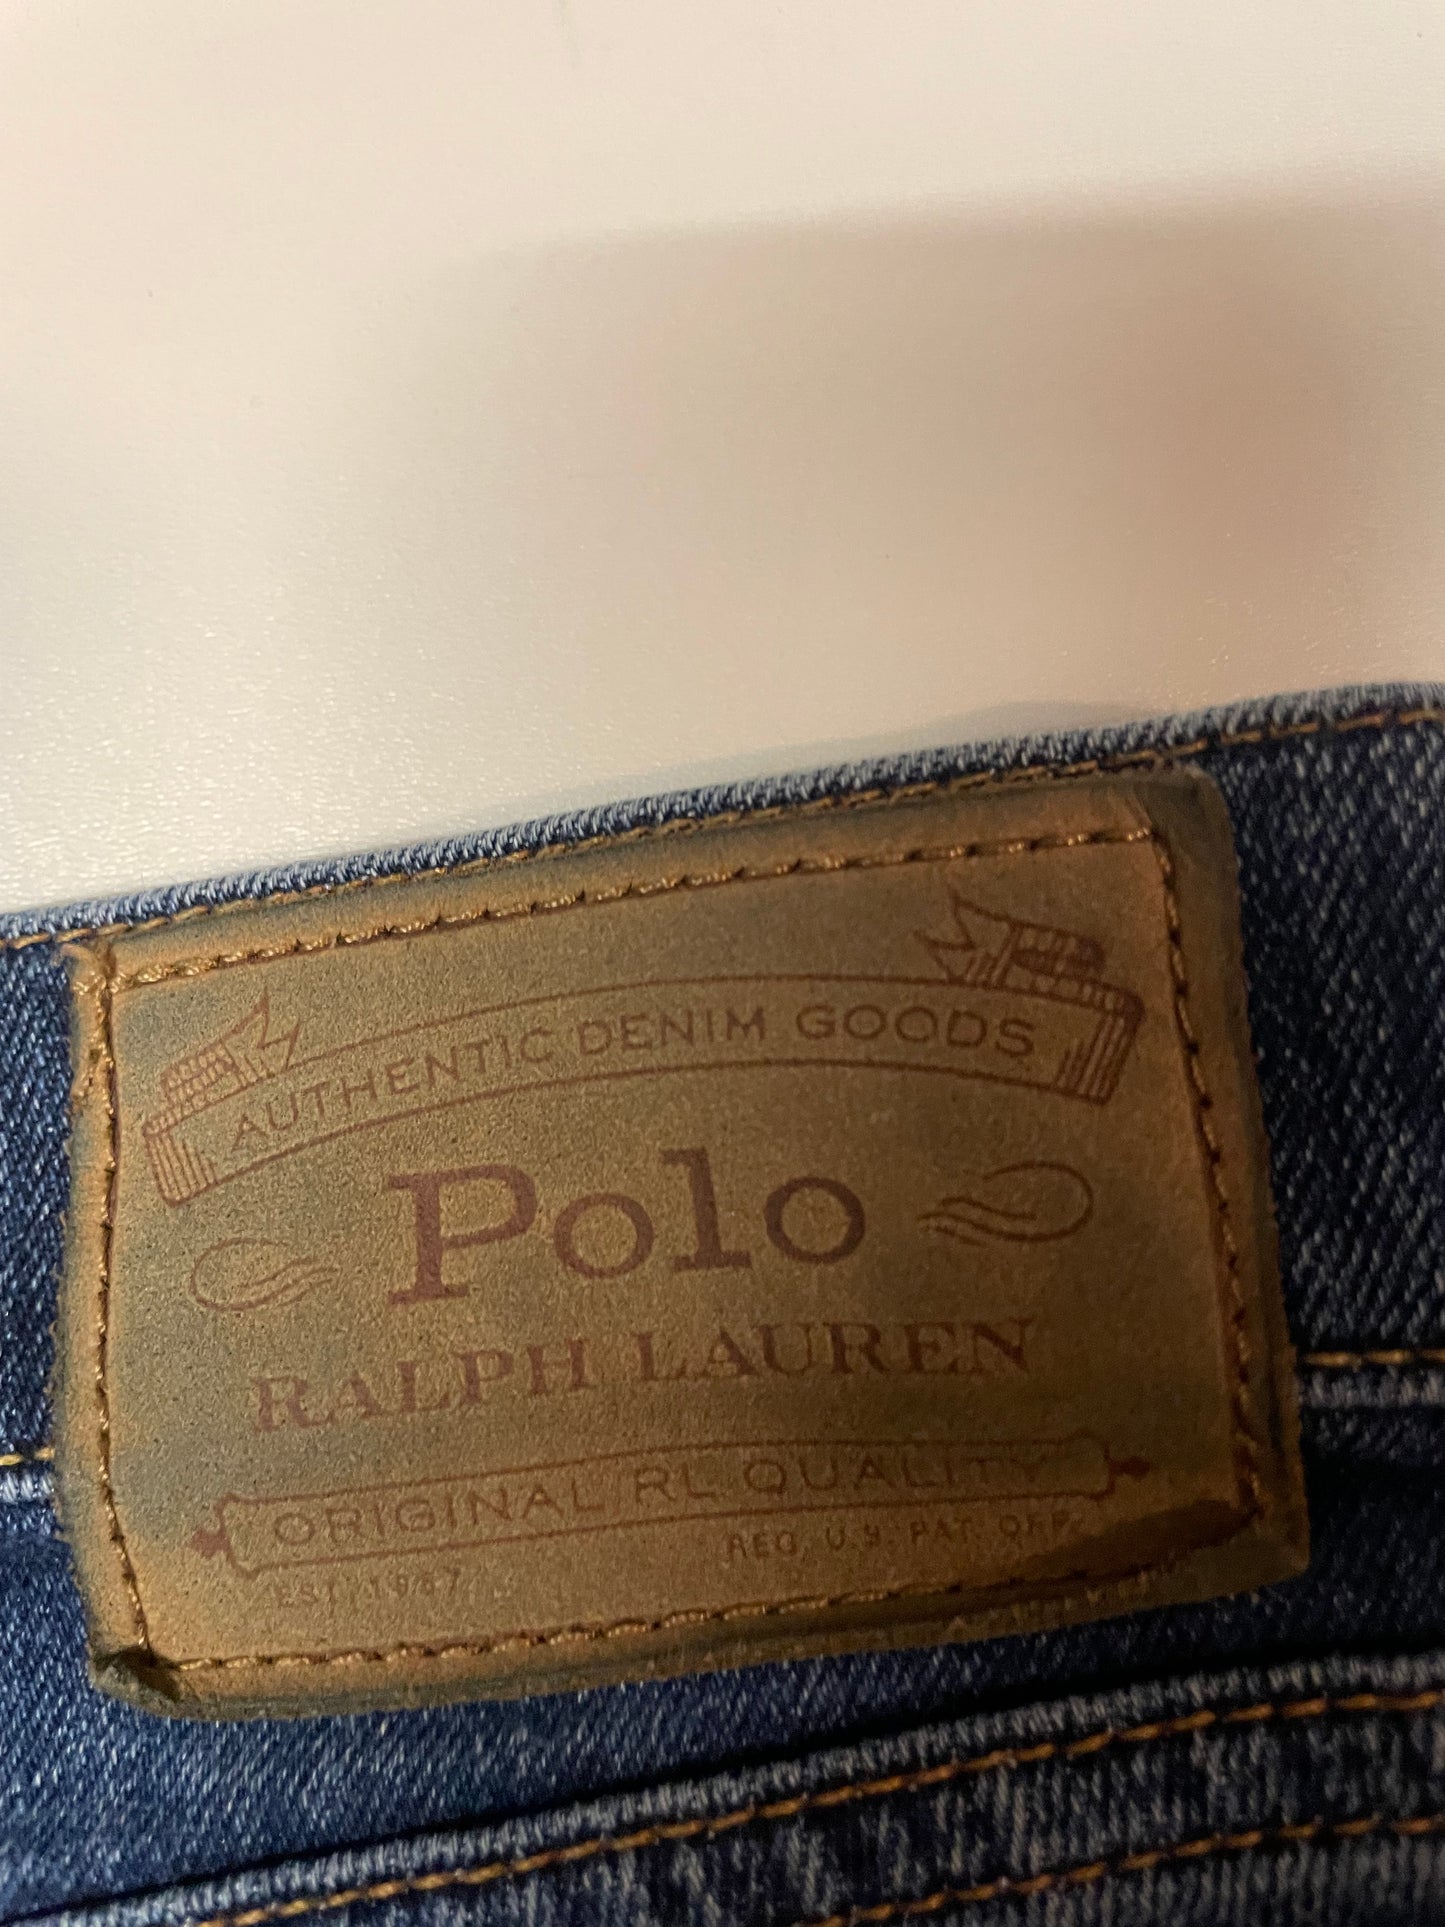 AUTHENTIC DENIM GOODS
Polo
RALPH LAUREN
ORIGINAL RL QUALITY
EST. 1967
REG. U.S. PAT. OFF.